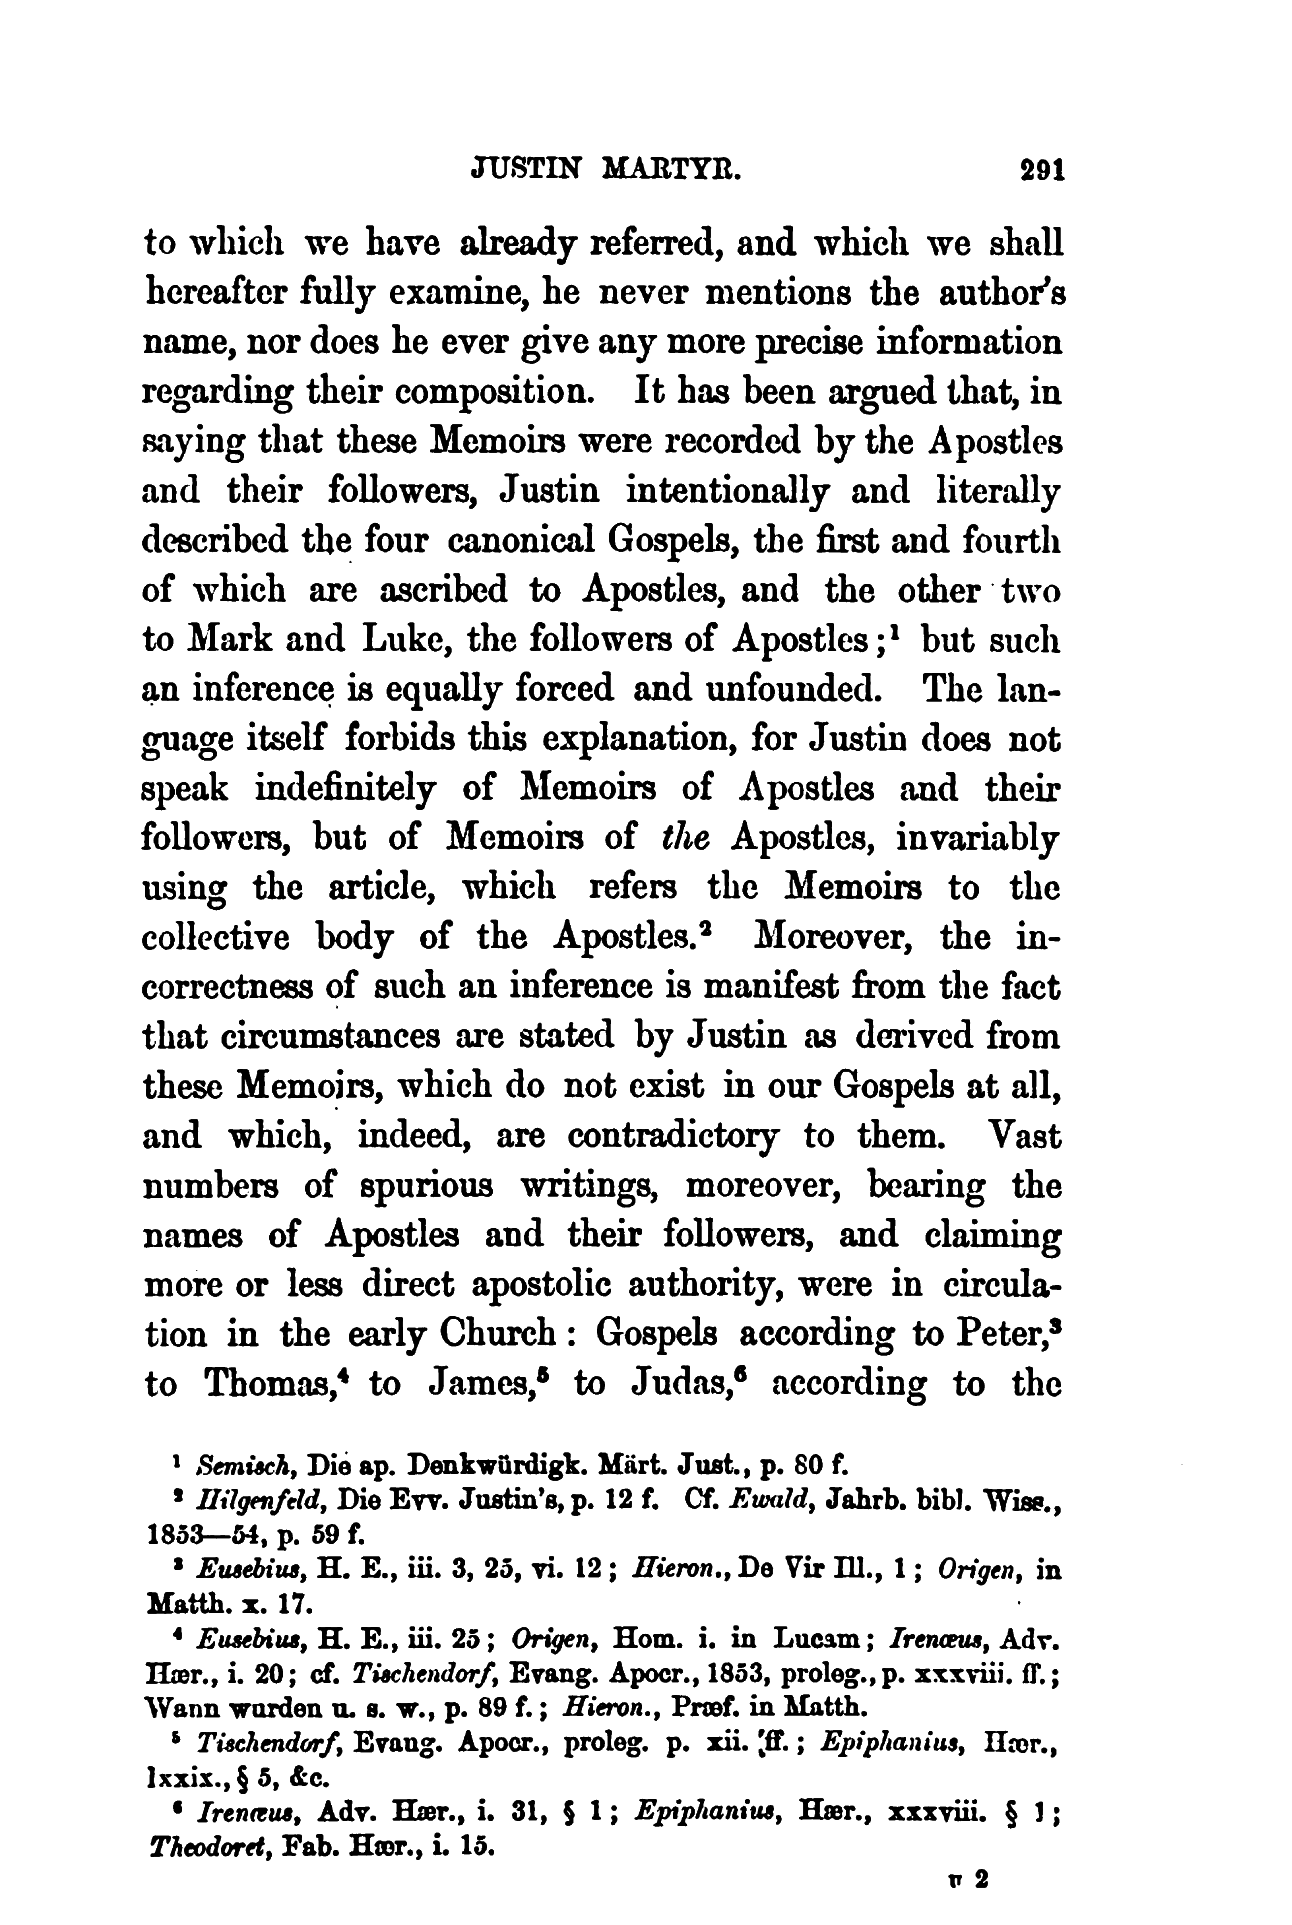 JUSTIN MARTYR. 291
to which we have already referred, and which we shall
hereafter fully examine, he never mentions the author's
name, nor does he ever give any more precise information
regarding their composition. It has been argued that, in
saying that these Memoirs were recorded by the Apostles
and their followers, Justin intentionally and literally
described the four canonical Gospels, the first and fourth
of which are ascribed to Apostles, and the other two
to Mark and Luke, the followers of Apostles;¹ but such
an inference is equally forced and unfounded. The lan-
guage itself forbids this explanation, for Justin does not
speak indefinitely of Memoirs of Apostles and their
followers, but of Memoirs of the Apostles, invariably
using the article, which refers the Memoirs to the
collective body of the Apostles.² Moreover, the in-
correctness of such an inference is manifest from the fact
that circumstances are stated by Justin as derived from
these Memoirs, which do not exist in our Gospels at all,
and which, indeed, are contradictory to them. Vast
numbers of spurious writings, moreover, bearing the
names of Apostles and their followers, and claiming
more or less direct apostolic authority, were in circula-
tion in the early Church: Gospels according to Peter,³
to Thomas,⁴ to James,⁵ to Judas,⁶ according to the
¹ Semisch, Die ap. Denkwürdigk. Märt. Just., p. 80 f.
² Hilgenfeld, Die Evv. Justin's, p. 12 f. Cf. Ewald, Jahrb. bibl. Wiss.,
1853—54, p. 59 f.
³ Eusebius, H. E., iii. 3, 25, vi. 12; Hieron., De Vir Ill., 1; Origen, in
Matth. x. 17.
⁴ Eusebius, H. E., iii. 25; Origen, Hom. i. in Lucam; Irenæus, Adv.
Hær., i. 20; cf. Tischendorf, Evang. Apocr., 1853, proleg., p. xxxviii. ff.;
Wann wurden u. s. w., p. 89 f.; Hieron., Præf. in Matth.
⁵ Tischendorf, Evang. Apocr., proleg. p. xii. ff.; Epiphanius, Hær.,
lxxix., § 5, &c.
⁶ Irenæus, Adv. Hær., i. 31, § 1; Epiphanius, Hær., xxxviii. § 1;
Theodoret, Fab. Hær., i. 15.
U 2